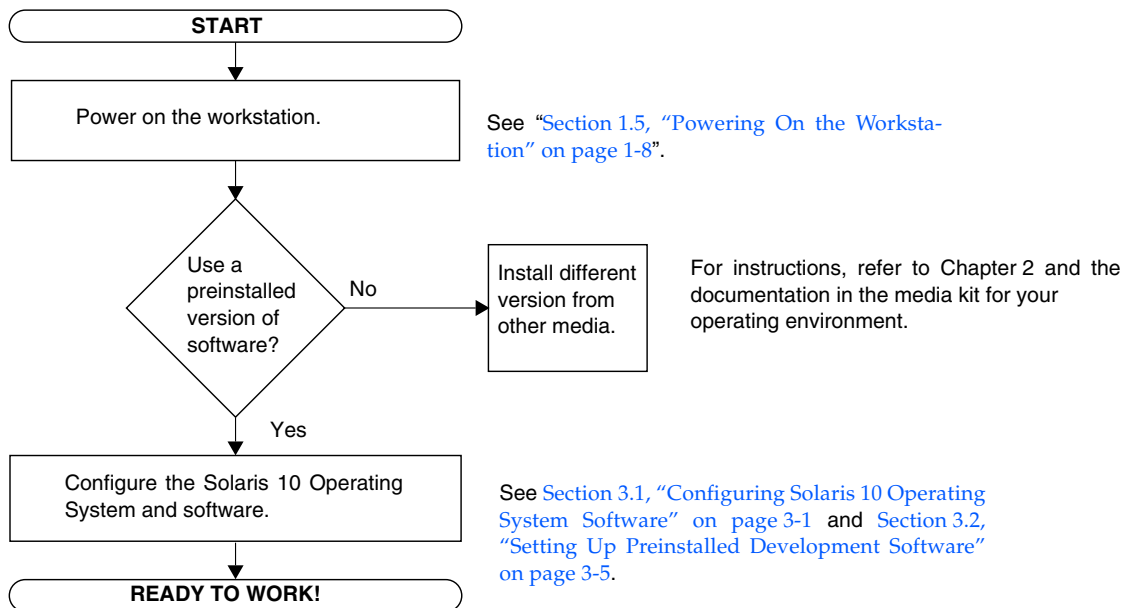 START
Power on the workstation.
See “Section 1.5, “Powering On the Worksta-
tion” on page 1-8”.
Use a
preinstalled
version of
software?
No
Install different
version from
other media.
For instructions, refer to Chapter 2 and the
documentation in the media kit for your
operating environment.
Yes
Configure the Solaris 10 Operating
System and software.
See Section 3.1, “Configuring Solaris 10 Operating
System Software” on page 3-1 and Section 3.2,
“Setting Up Preinstalled Development Software”
on page 3-5.
READY TO WORK!